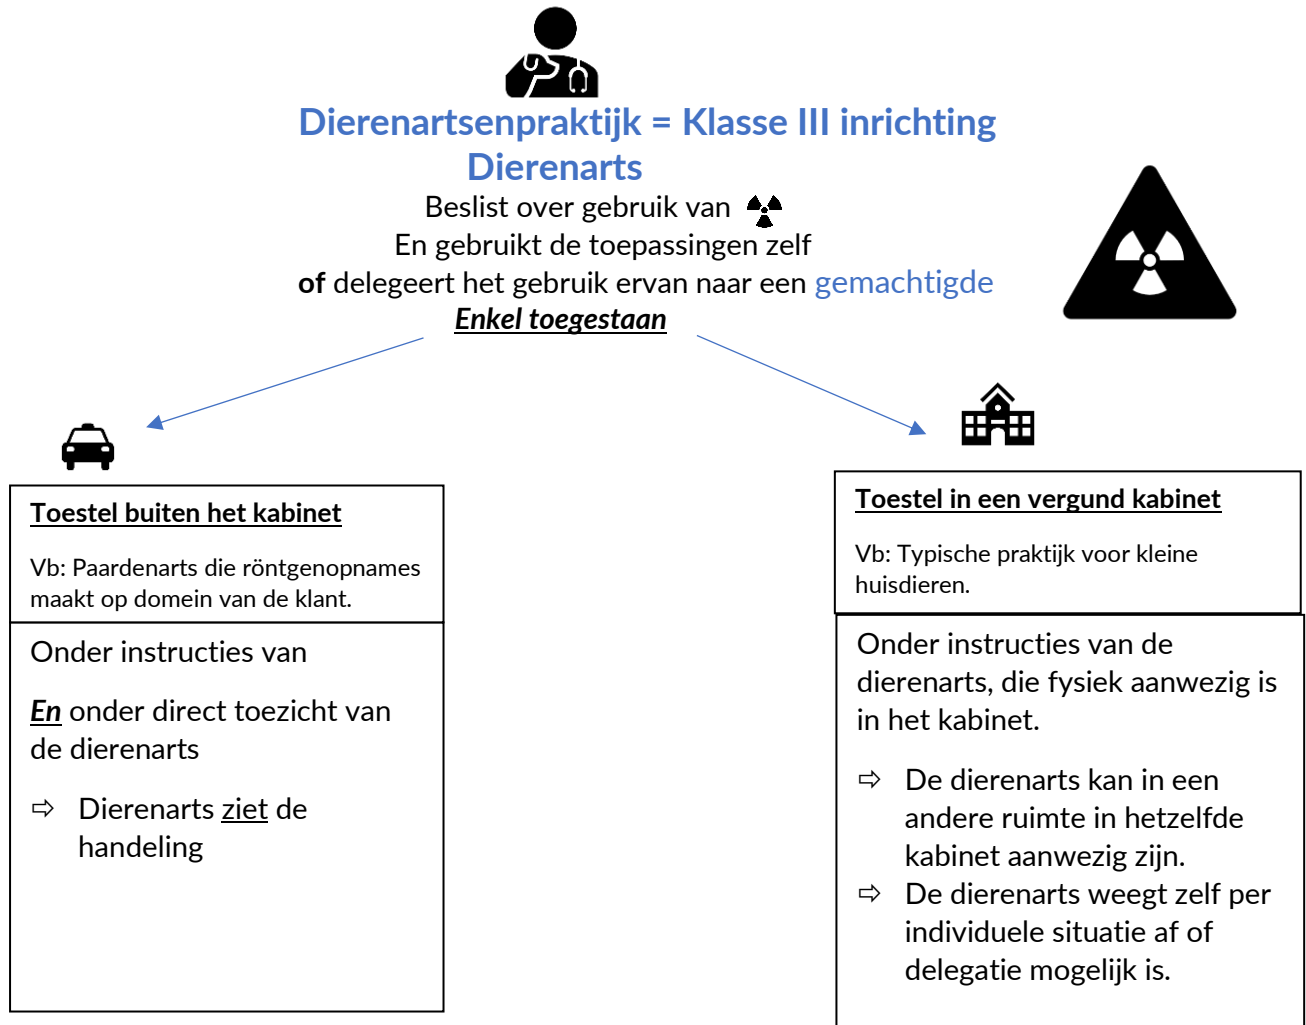 Dierenartsenpraktijk = Klasse III inrichting
Dierenarts
Beslist over gebruik van
En gebruikt de toepassingen zelf
of delegeert het gebruik ervan naar een gemachtigde
Enkel toegestaan
Toestel buiten het kabinet
Vb: Paardenarts die röntgenopnames
maakt op domein van de klant.
Onder instructies van
En onder direct toezicht van
de dierenarts
⇨ Dierenarts ziet de
handeling
Toestel in een vergund kabinet
Vb: Typische praktijk voor kleine
huisdieren.
Onder instructies van de
dierenarts, die fysiek aanwezig is
in het kabinet.
⇨ De dierenarts kan in een
andere ruimte in hetzelfde
kabinet aanwezig zijn.
⇨ De dierenarts weegt zelf per
individuele situatie af of
delegatie mogelijk is.